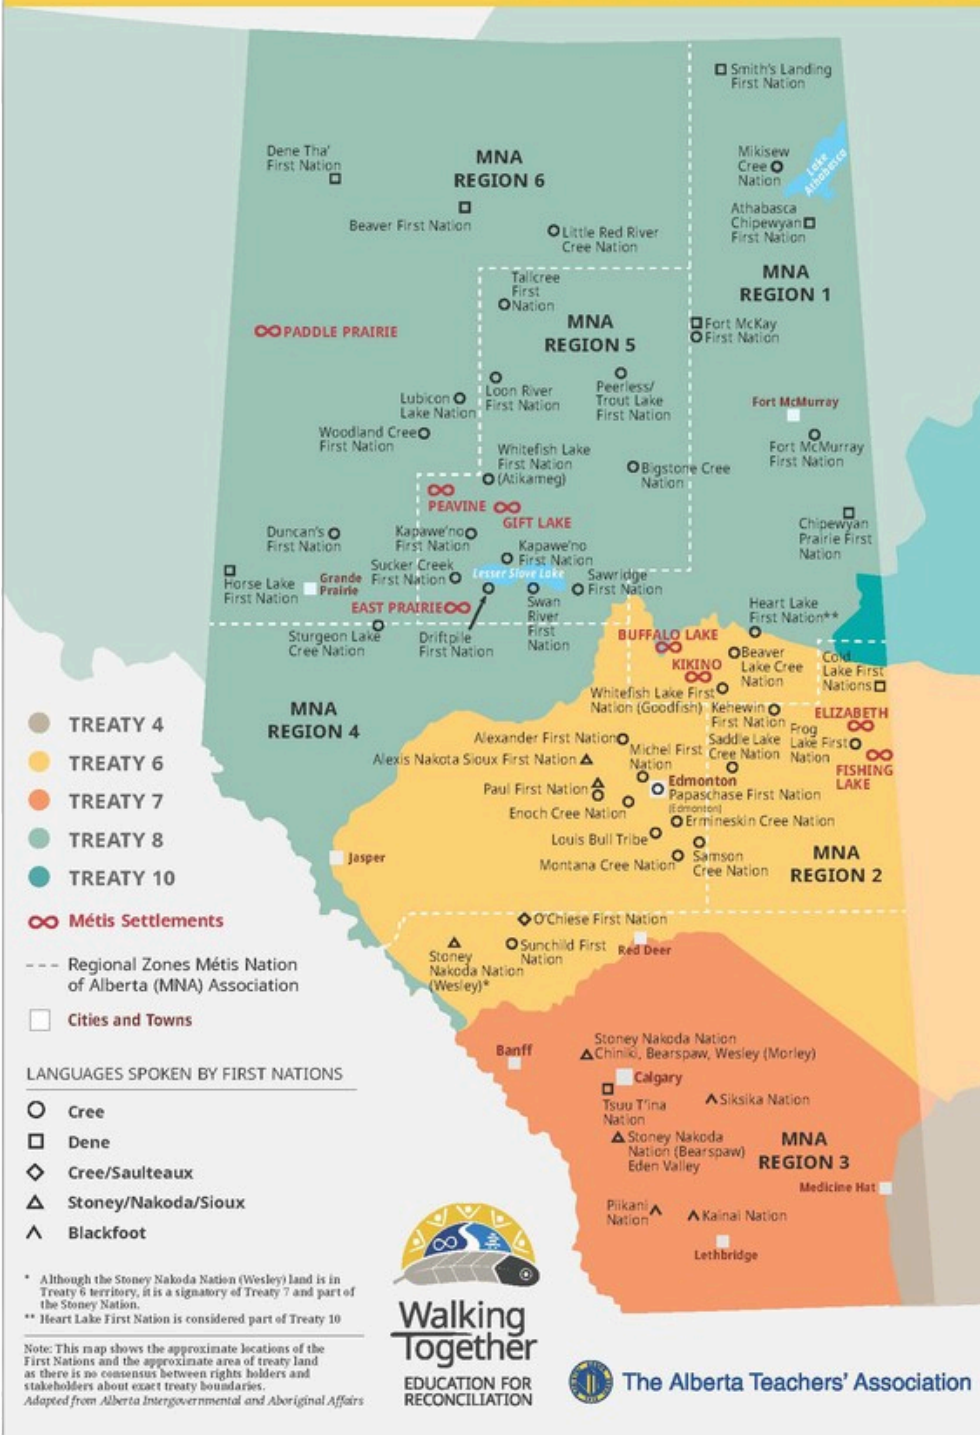 Smith's Landing
First Nation
Dene Tha'
First Nation
MNA
REGION 6
Mikisew
Cree
Nation
Lake
Athabasca
Beaver First Nation
Athabasca
Chipewyan
First Nation
Little Red River
Cree Nation
MNA
REGION 1
Tallcree
First
Nation
PADDLE PRAIRIE
MNA
REGION 5
Fort McKay
First Nation
Lubicon
Lake Nation
Loon River
First Nation
Peerless/
Trout Lake
First Nation
Fort McMurray
Woodland Cree
First Nation
Fort McMurray
First Nation
Whitefish Lake
First Nation
(Atikameg)
Bigstone Cree
Nation
PEAVINE
GIFT LAKE
Chipewyan
Prairie First
Nation
Duncan's
First Nation
Kapawe'no
First Nation
Kapawe'no
First Nation
Horse Lake
First Nation
Grande
Prairie
Sucker Creek
First Nation
Lesser Slave Lake
Sawridge
First Nation
EAST PRAIRIE
Swan
River
First
Nation
Heart Lake
First Nation**
Sturgeon Lake
Cree Nation
Driftpile
First Nation
BUFFALO LAKE
KIKINO
Beaver
Lake Cree
Nation
Cold
Lake First
Nations
MNA
REGION 4
Whitefish Lake First
Nation (Goodfish)
Kehewin
First Nation
ELIZABETH
TREATY 4
TREATY 6
TREATY 7
TREATY 8
TREATY 10
Métis Settlements
Regional Zones Métis Nation
of Alberta (MNA) Association
Cities and Towns
Alexander First Nation
Alexis Nakota Sioux First Nation
Michel First
Nation
Saddle Lake
Cree Nation
Frog
Lake First
Nation
FISHING
LAKE
Paul First Nation
Edmonton
Papaschase First Nation
(Edmonton)
Enoch Cree Nation
Ermineskin Cree Nation
Louis Bull Tribe
Montana Cree Nation
Samson
Cree Nation
MNA
REGION 2
Jasper
O'Chiese First Nation
Stoney
Nakoda Nation
(Wesley)*
Sunchild First
Nation
Red Deer
Banff
Stoney Nakoda Nation
Chiniki, Bearspaw, Wesley (Morley)
Calgary
Tsuu T'ina
Nation
Siksika Nation
Stoney Nakoda
Nation (Bearspaw)
Eden Valley
MNA
REGION 3
Medicine Hat
Piikani
Nation
Kainai Nation
Lethbridge
LANGUAGES SPOKEN BY FIRST NATIONS
Cree
Dene
Cree/Saulteaux
Stoney/Nakoda/Sioux
Blackfoot
* Although the Stoney Nakoda Nation (Wesley) land is in
Treaty 6 territory, it is a signatory of Treaty 7 and part of
the Stoney Nation.
** Heart Lake First Nation is considered part of Treaty 10
Note: This map shows the approximate locations of the
First Nations and the approximate area of treaty land
as there is no consensus between rights holders and
stakeholders about exact treaty boundaries.
Adapted from Alberta Intergovernmental and Aboriginal Affairs
Walking
Together
EDUCATION FOR
RECONCILIATION
The Alberta Teachers' Association